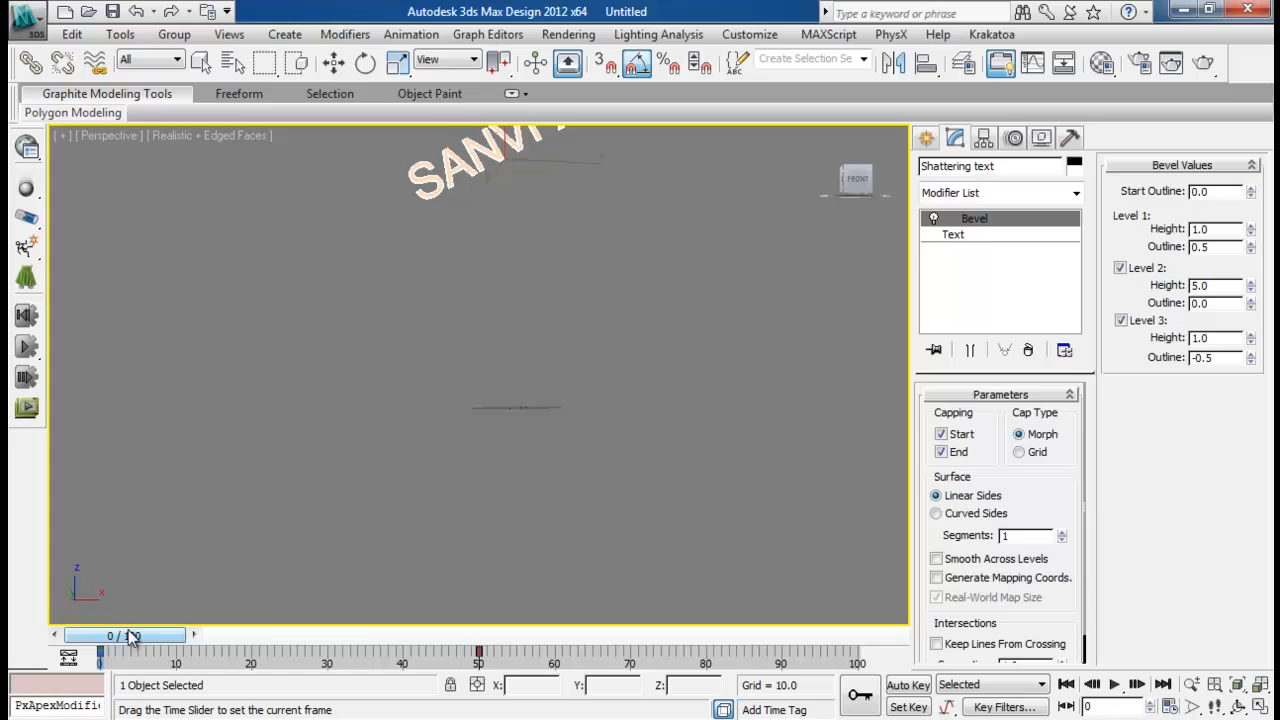 Autodesk 3ds Max Design 2012 x64 Untitled
Type a keyword or phrase
3DS
Edit Tools Group Views Create Modifiers Animation Graph Editors Rendering Lighting Analysis Customize MAXScript PhysX Help Krakatoa
All View 3 Create Selection Se
Graphite Modeling Tools Freeform Selection Object Paint
Polygon Modeling
[ + ] [ Perspective ] [ Realistic + Edged Faces ]
FRONT
z
x
Shattering text
Modifier List
Bevel
Text
Parameters
Capping Cap Type
Start Morph
End Grid
Surface
Linear Sides
Curved Sides
Segments: 1
Smooth Across Levels
Generate Mapping Coords.
Real-World Map Size
Intersections
Keep Lines From Crossing
Bevel Values
Start Outline: 0.0
Level 1:
Height: 1.0
Outline: 0.5
Level 2:
Height: 5.0
Outline: 0.0
Level 3:
Height: 1.0
Outline: -0.5
0 10 20 30 40 50 60 70 80 90 100
1 Object Selected X: Y: Z: Grid = 10.0 Auto Key Selected
Drag the Time Slider to set the current frame Add Time Tag Set Key Key Filters... 0